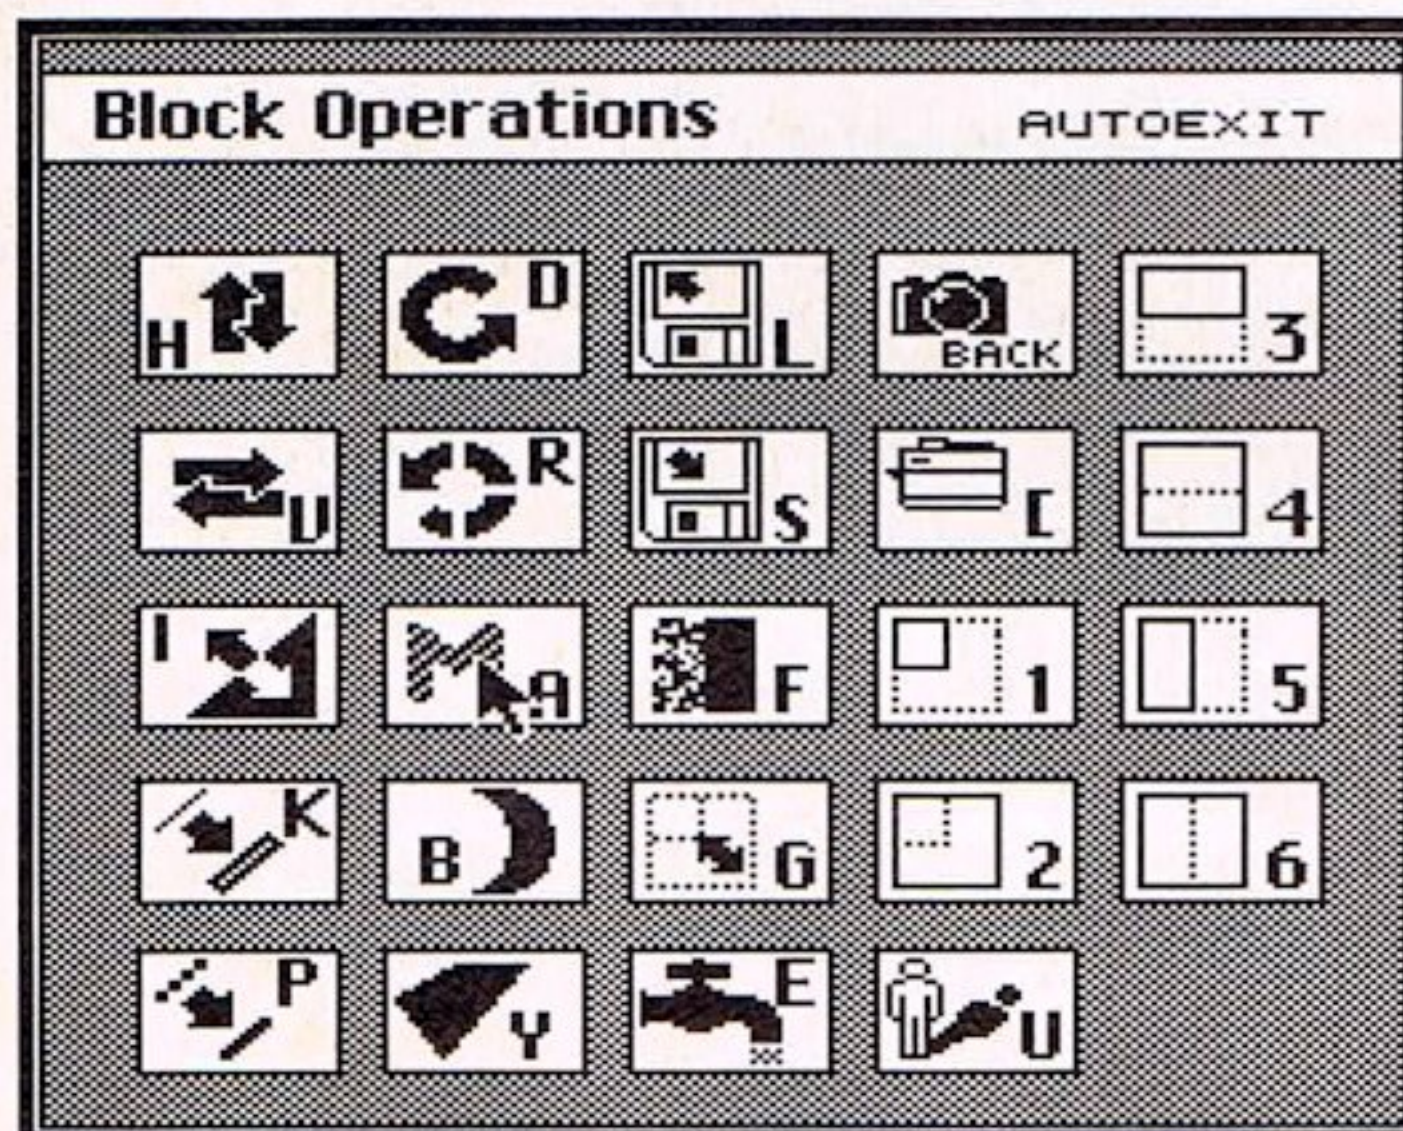 Block Operations AUTOEXIT
H D L BACK 3
V R S C 4
I A F 1 5
K B G 2 6
P Y E U